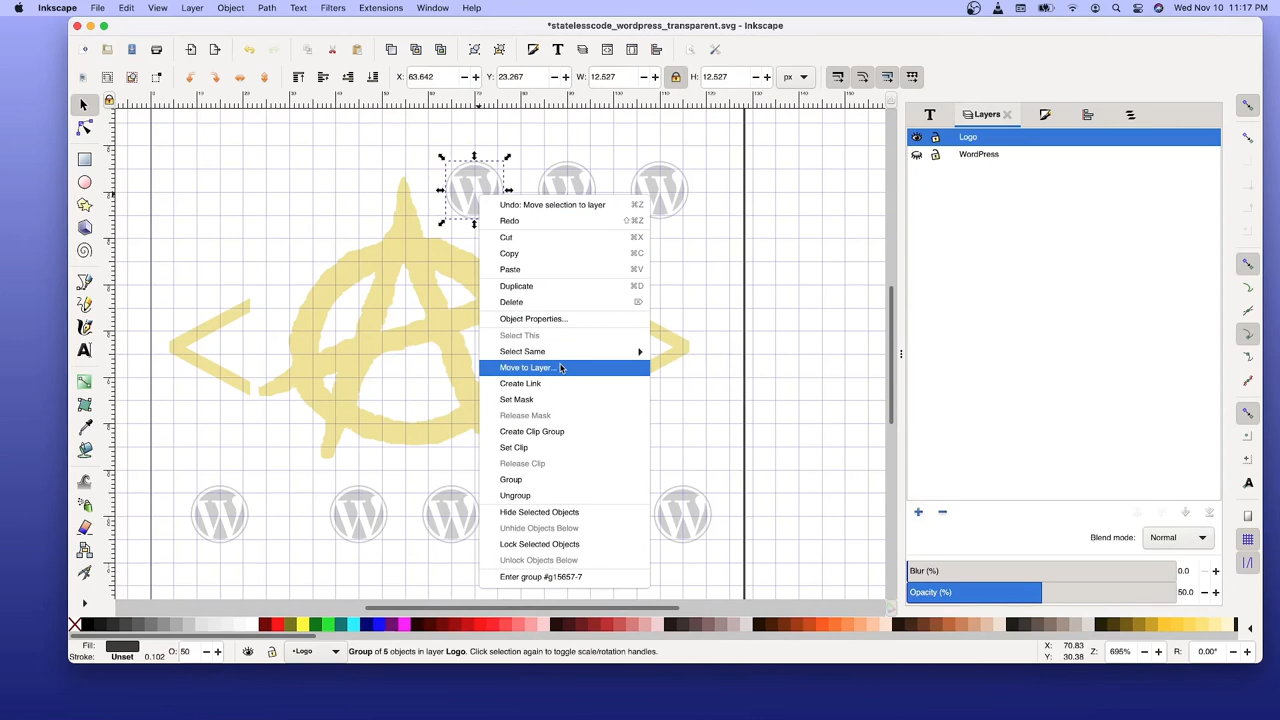 Inkscape File Edit View Layer Object Path Text Filters Extensions Window Help Wed Nov 10 11:17 PM
*statelesscode_wordpress_transparent.svg - Inkscape
X: 63.642 Y: 23.267 W: 12.527 H: 12.527 px
Layers
Logo
WordPress
Undo: Move selection to layer ⌘Z
Redo ⇧⌘Z
Cut ⌘X
Copy ⌘C
Paste ⌘V
Duplicate ⌘D
Delete ⌦
Object Properties...
Select This
Select Same
Move to Layer...
Create Link
Set Mask
Release Mask
Create Clip Group
Set Clip
Release Clip
Group
Ungroup
Hide Selected Objects
Unhide Objects Below
Lock Selected Objects
Unlock Objects Below
Enter group #g15657-7
Blend mode: Normal
Blur (%) 0.0
Opacity (%) 50.0
Fill:
Stroke: Unset 0.102 O: 50 •Logo Group of 5 objects in layer Logo. Click selection again to toggle scale/rotation handles. X: 70.83 Z: 695% R: 0.00°
Y: 30.38